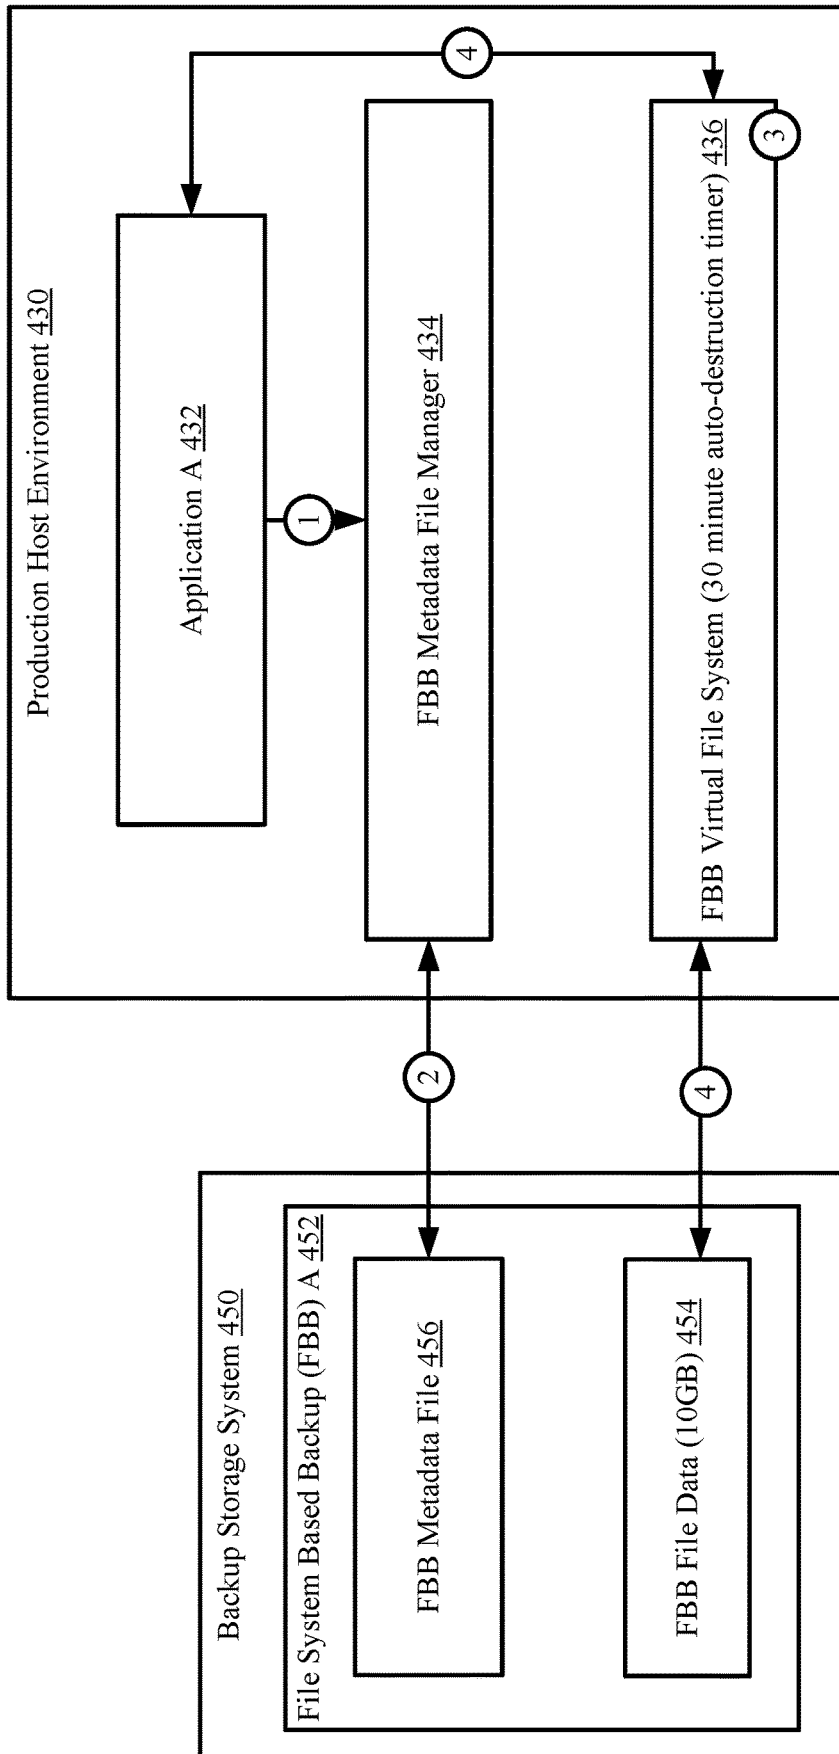 Production Host Environment 430
4
Application A 432
1
FBB Metadata File Manager 434
FBB Virtual File System (30 minute auto-destruction timer) 436
3
2
4
Backup Storage System 450
File System Based Backup (FBB) A 452
FBB Metadata File 456
FBB File Data (10GB) 454